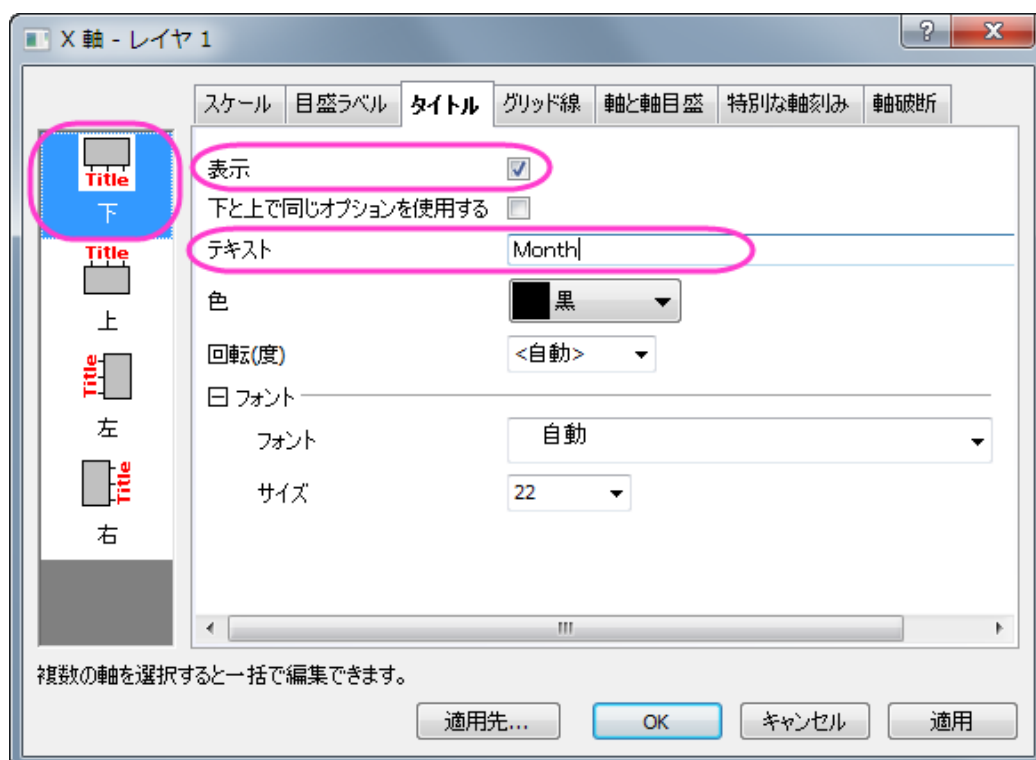 X 軸 - レイヤ 1
スケール 目盛ラベル タイトル グリッド線 軸と軸目盛 特別な軸刻み 軸破断
Title
下
Title
上
Title
左
Title
右
表示
下と上で同じオプションを使用する
テキスト Month
色 黒
回転(度) <自動>
フォント
フォント 自動
サイズ 22
複数の軸を選択すると一括で編集できます。
適用先... OK キャンセル 適用